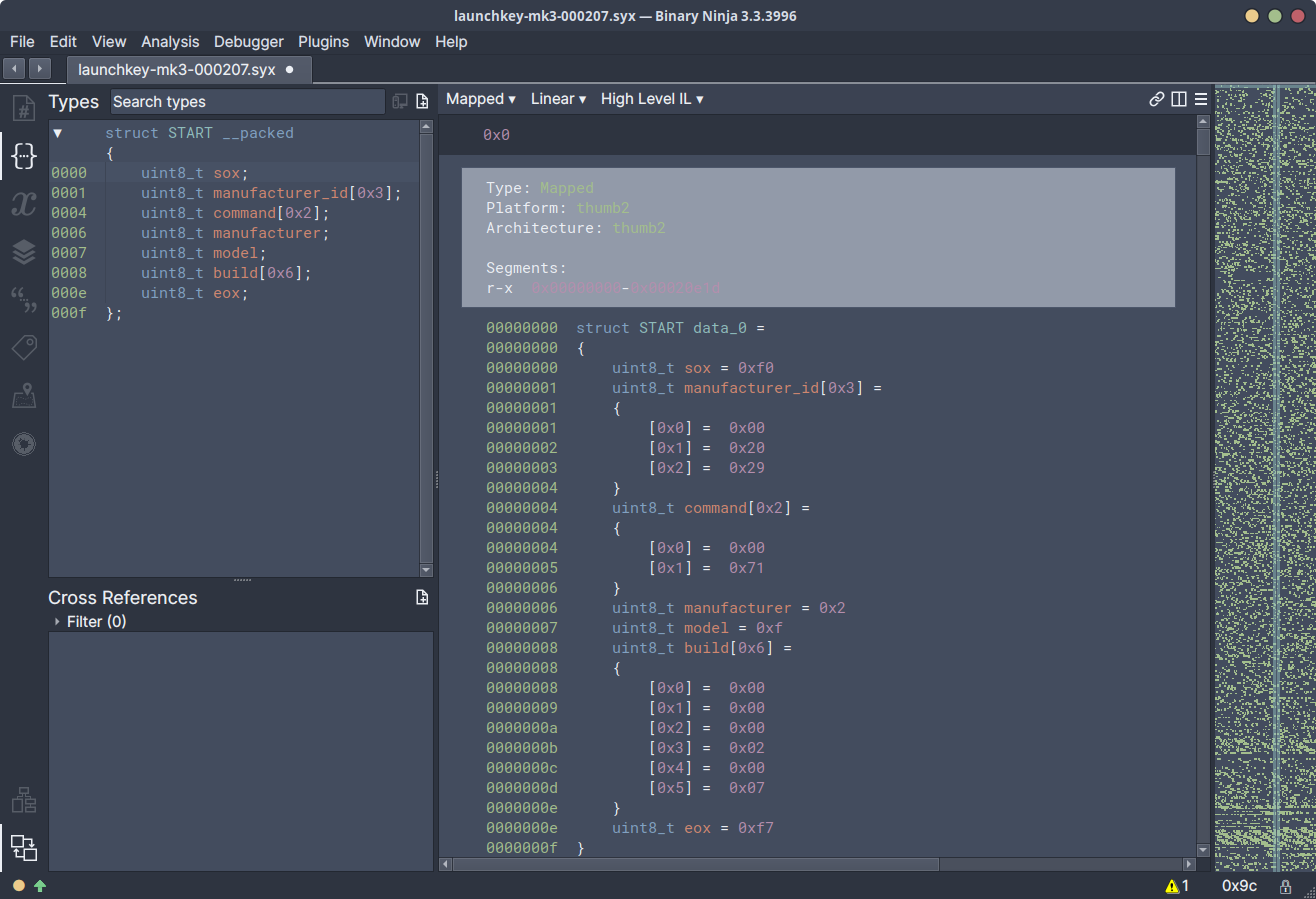 launchkey-mk3-000207.syx — Binary Ninja 3.3.3996
File Edit View Analysis Debugger Plugins Window Help
launchkey-mk3-000207.syx ●
Types Search types
▼ struct START __packed
{
0000 uint8_t sox;
0001 uint8_t manufacturer_id[0x3];
0004 uint8_t command[0x2];
0006 uint8_t manufacturer;
0007 uint8_t model;
0008 uint8_t build[0x6];
000e uint8_t eox;
000f };
Cross References
Filter (0)
Mapped ▾ Linear ▾ High Level IL ▾
0x0
Type: Mapped
Platform: thumb2
Architecture: thumb2
Segments:
r-x
00000000 struct START data_0 =
00000000 {
00000000 uint8_t sox = 0xf0
00000001 uint8_t manufacturer_id[0x3] =
00000001 {
00000001 [0x0] = 0x00
00000002 [0x1] = 0x20
00000003 [0x2] = 0x29
00000004 }
00000004 uint8_t command[0x2] =
00000004 {
00000004 [0x0] = 0x00
00000005 [0x1] = 0x71
00000006 }
00000006 uint8_t manufacturer = 0x2
00000007 uint8_t model = 0xf
00000008 uint8_t build[0x6] =
00000008 {
00000008 [0x0] = 0x00
00000009 [0x1] = 0x00
0000000a [0x2] = 0x00
0000000b [0x3] = 0x02
0000000c [0x4] = 0x00
0000000d [0x5] = 0x07
0000000e }
0000000e uint8_t eox = 0xf7
0000000f }
1 0x9c